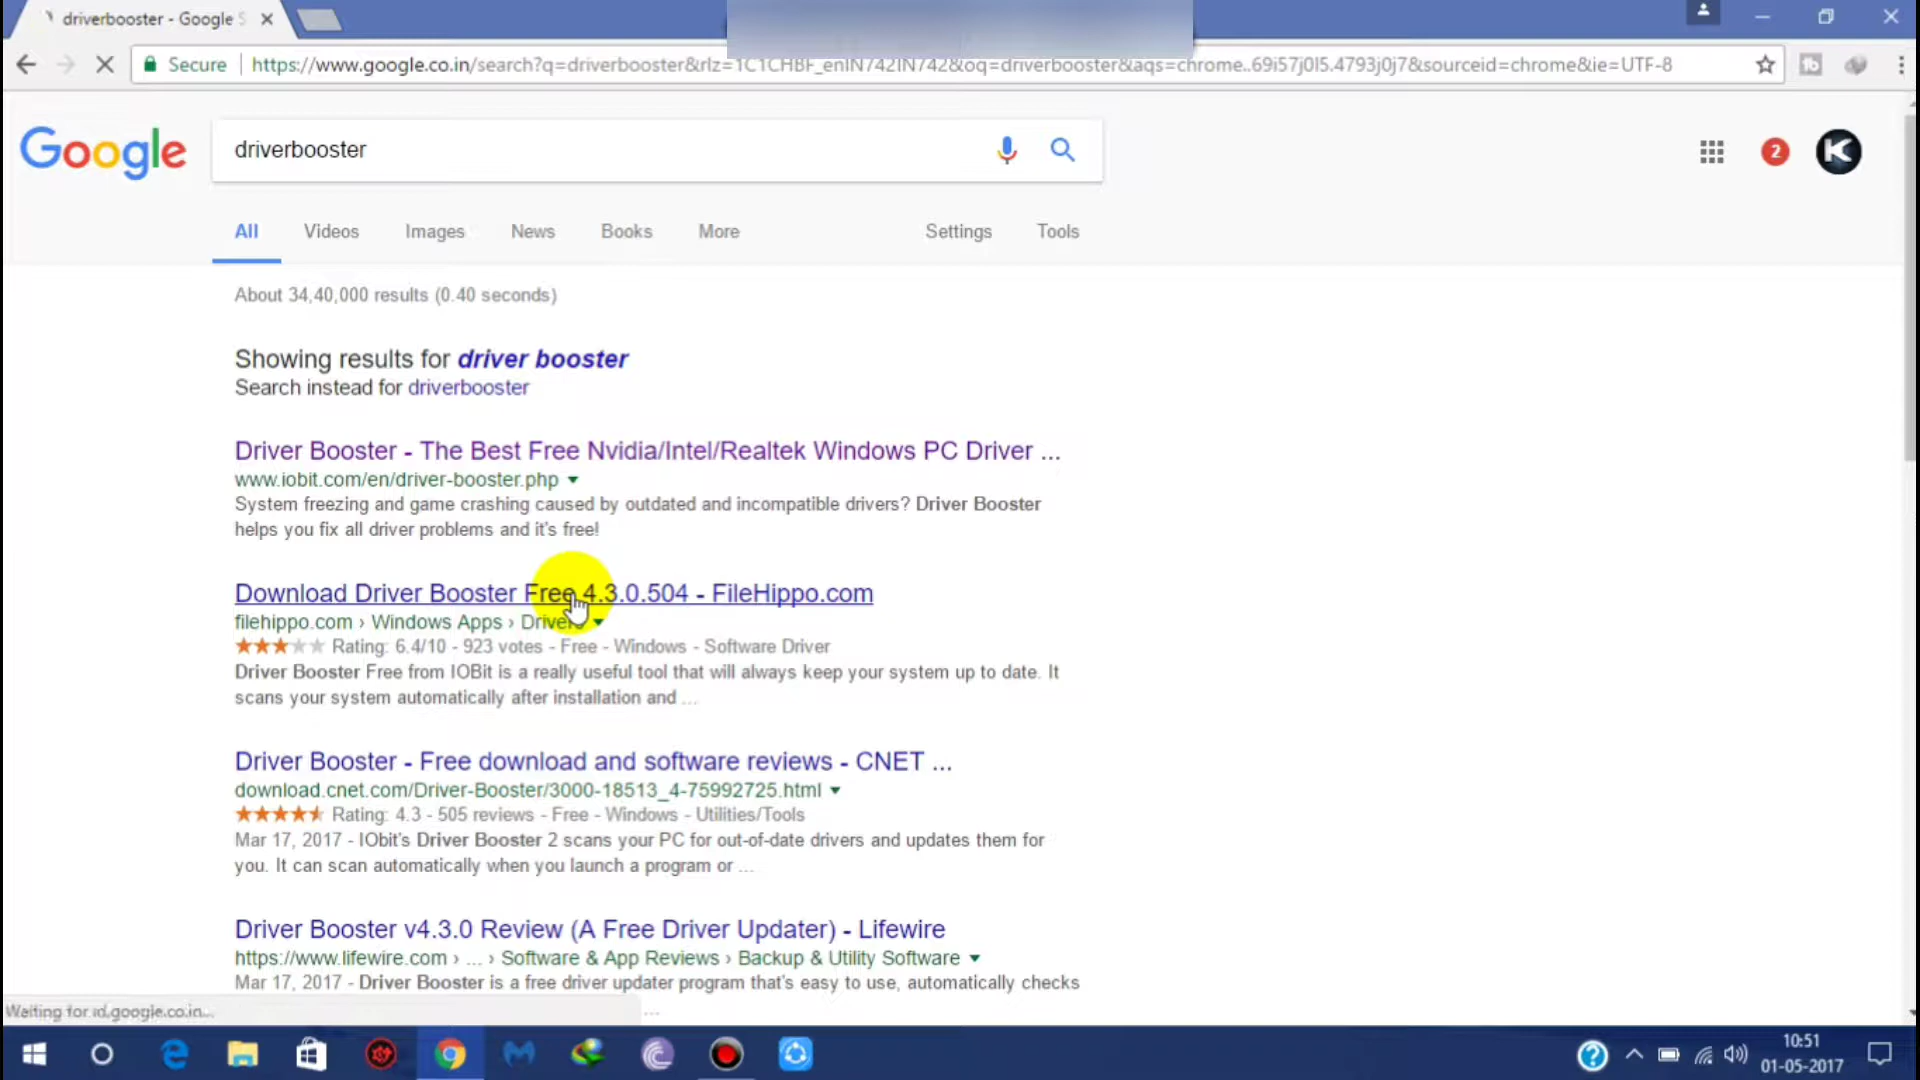 driverbooster - Google S
Secure
https://www.google.co.in/search?q=driverbooster&rlz=1C1CHBF_enIN742IN742&oq=driverbooster&aqs=chrome..69i57j0l5.4793j0j7&sourceid=chrome&ie=UTF-8
Google
driverbooster
2
K
All Videos Images News Books More Settings Tools
About 34,40,000 results (0.40 seconds)
Showing results for driver booster
Search instead for driverbooster
Driver Booster - The Best Free Nvidia/Intel/Realtek Windows PC Driver ...
www.iobit.com/en/driver-booster.php
System freezing and game crashing caused by outdated and incompatible drivers? Driver Booster
helps you fix all driver problems and it's free!
Download Driver Booster Free 4.3.0.504 - FileHippo.com
filehippo.com › Windows Apps › Drivers
Rating: 6.4/10 - 923 votes - Free - Windows - Software Driver
Driver Booster Free from IOBit is a really useful tool that will always keep your system up to date. It
scans your system automatically after installation and ...
Driver Booster - Free download and software reviews - CNET ...
download.cnet.com/Driver-Booster/3000-18513_4-75992725.html
Rating: 4.3 - 505 reviews - Free - Windows - Utilities/Tools
Mar 17, 2017 - IObit's Driver Booster 2 scans your PC for out-of-date drivers and updates them for
you. It can scan automatically when you launch a program or ...
Driver Booster v4.3.0 Review (A Free Driver Updater) - Lifewire
https://www.lifewire.com › ... › Software & App Reviews › Backup & Utility Software
Mar 17, 2017 - Driver Booster is a free driver updater program that's easy to use, automatically checks
...
Waiting for id.google.co.in...
10:51
01-05-2017